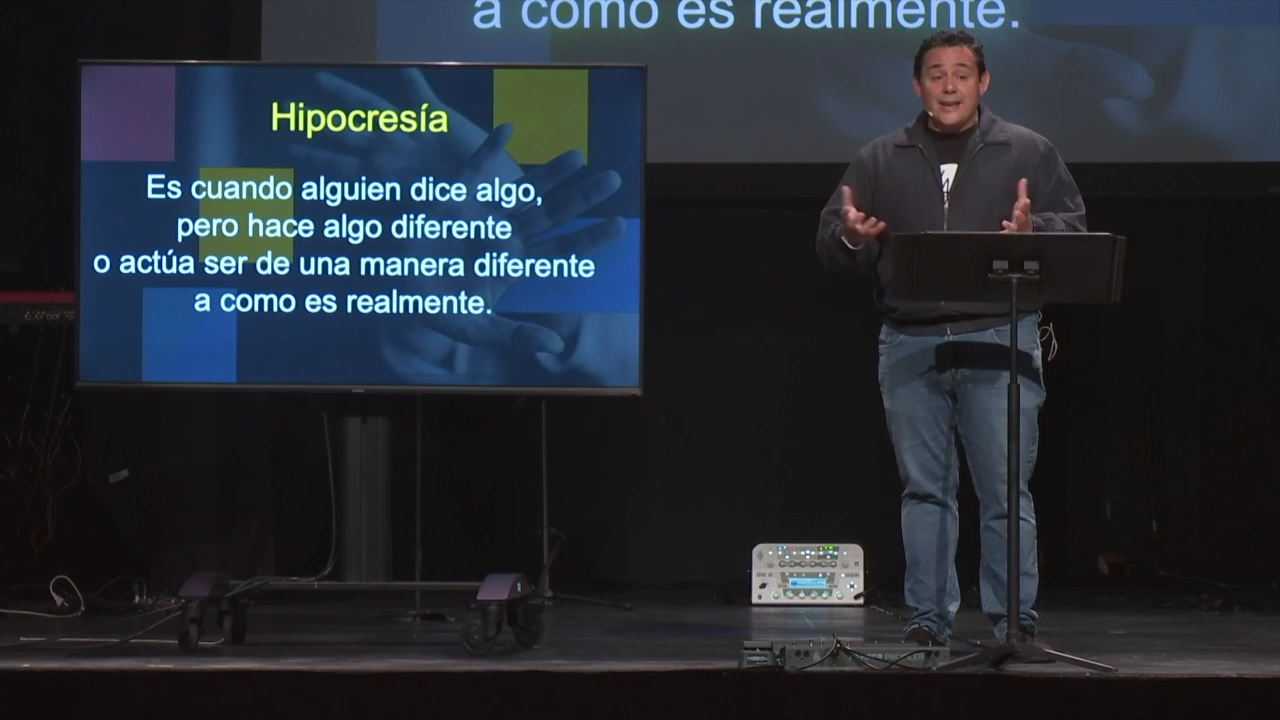 a como es realmente.
Hipocresía
Es cuando alguien dice algo,
pero hace algo diferente
o actúa ser de una manera diferente
a como es realmente.